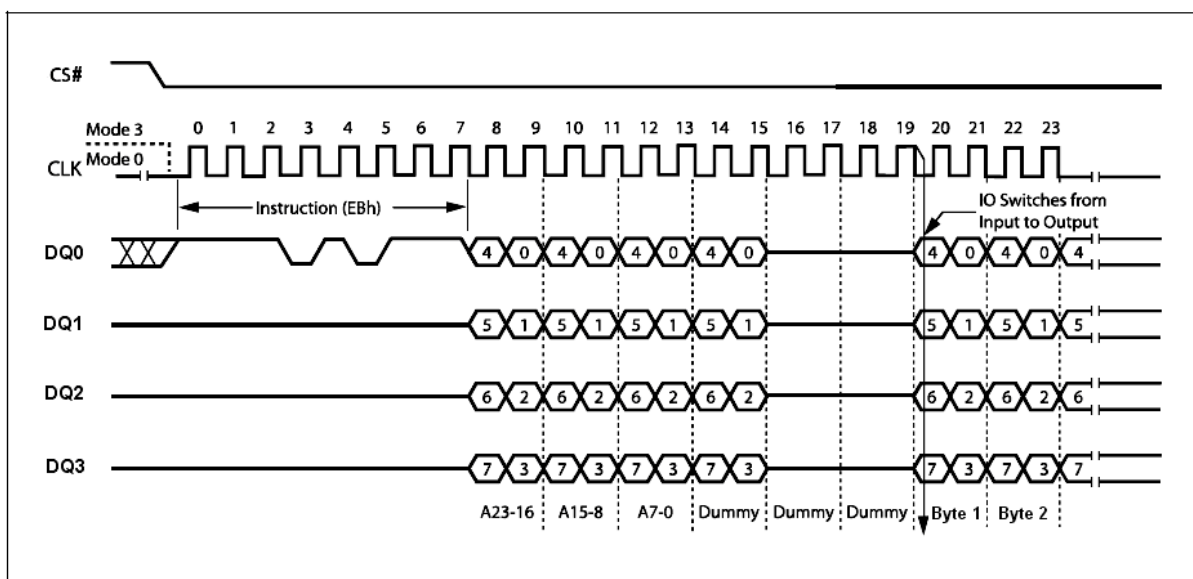 CS#
Mode 3
0 1 2 3 4 5 6 7 8 9 10 11 12 13 14 15 16 17 18 19 20 21 22 23
CLK
Mode 0
Instruction (EBh)
IO Switches from
Input to Output
DQ0
4 0 4 0 4 0 4 0 4 0 4 0 4
DQ1
5 1 5 1 5 1 5 1 5 1 5 1 5
DQ2
6 2 6 2 6 2 6 2 6 2 6 2 6
DQ3
7 3 7 3 7 3 7 3 7 3 7 3 7
A23-16 A15-8 A7-0 Dummy Dummy Dummy Byte 1 Byte 2